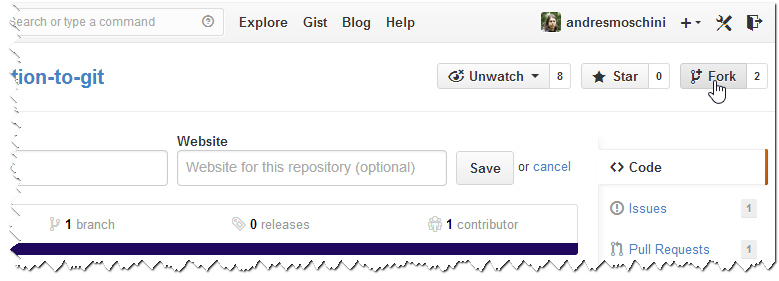 Search or type a command
Explore Gist Blog Help
andresmoschini
tion-to-git
Unwatch 8
Star 0
Fork 2
Website
Website for this repository (optional)
Save or cancel
Code
1 branch
0 releases
1 contributor
Issues 1
Pull Requests 1